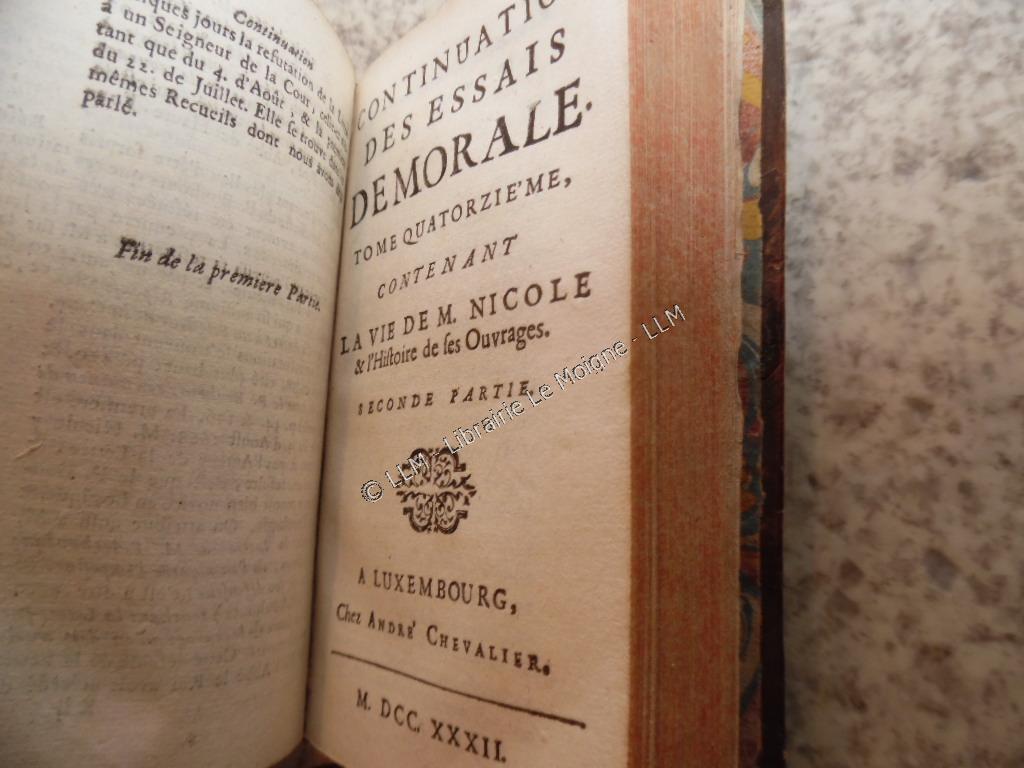 Continuation
jours la refutation de la
à un Seigneur de la Cour,
tant que du 4. d'Août, & la
du 22. de Juillet. Elle se trouve
mêmes Recueils dont nous avons
parlé.
Fin de la premiere Partie.
CONTINUATIO
DES ESSAIS
DE MORALE.
TOME QUATORZIE'ME,
CONTENANT
LA VIE DE M. NICOLE
& l'Histoire de ses Ouvrages.
SECONDE PARTIE.
A LUXEMBOURG,
Chez ANDRE' CHEVALIER.
M. DCC. XXXII.
© LLM - Librairie Le Moigne - LLM